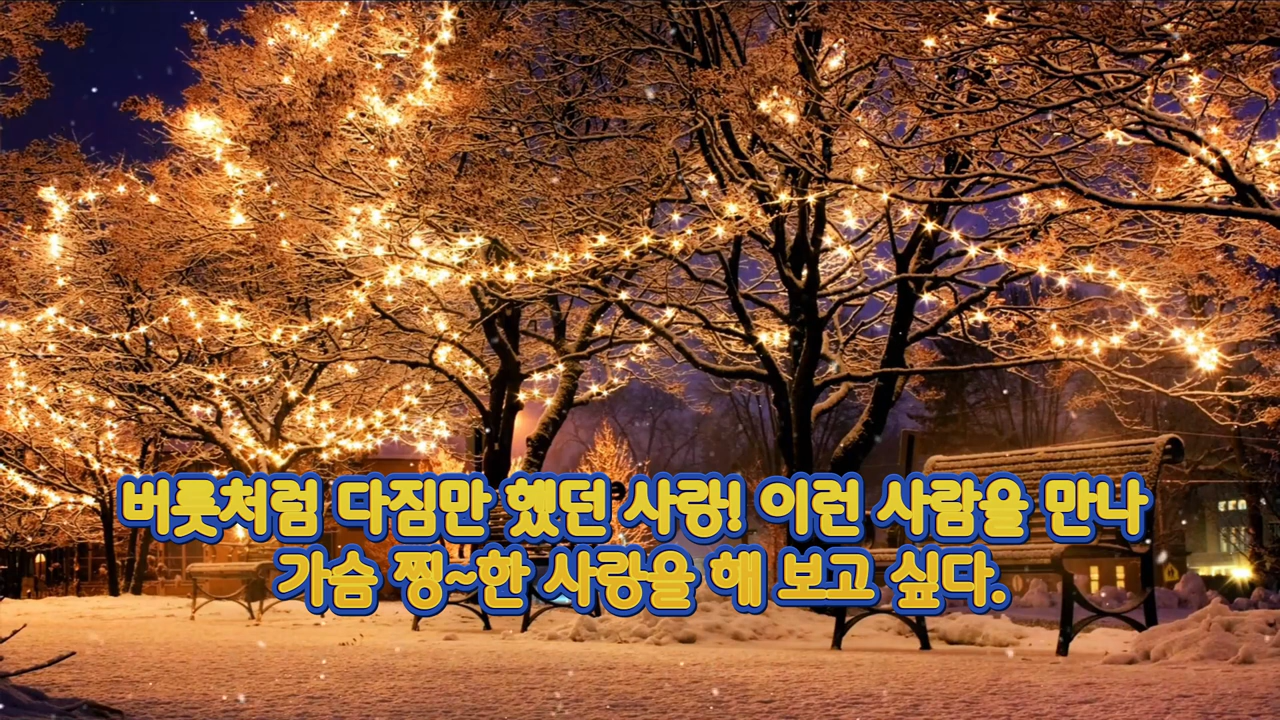 버릇처럼 다짐만 했던 사랑! 이런 사람을 만나
가슴 찡~한 사랑을 해 보고 싶다.